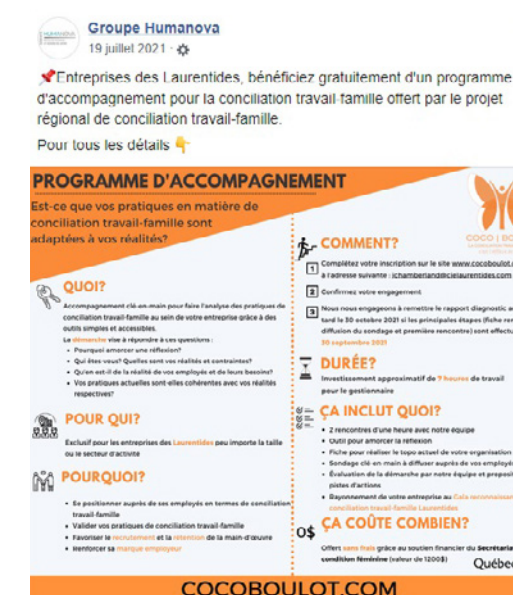 Groupe Humanova
19 juillet 2021 ·
📌Entreprises des Laurentides, bénéficiez gratuitement d'un programme
d'accompagnement pour la conciliation travail-famille offert par le projet
régional de conciliation travail-famille.
Pour tous les détails 👇
PROGRAMME D'ACCOMPAGNEMENT
Est-ce que vos pratiques en matière de
conciliation travail-famille sont
adaptées à vos réalités?
QUOI?
Accompagnement clé-en-main pour faire l'analyse des pratiques de
conciliation travail-famille au sein de votre entreprise grâce à des
outils simples et accessibles.
La démarche vise à répondre à ces questions :
• Pourquoi amorcer une réflexion?
• Qui êtes-vous? Quelles sont vos réalités et contraintes?
• Qu'en est-il de la réalité de vos employés et de leurs besoins?
• Vos pratiques actuelles sont-elles cohérentes avec vos réalités
respectives?
POUR QUI?
Exclusif pour les entreprises des Laurentides peu importe la taille
ou le secteur d'activité
POURQUOI?
• Se positionner auprès de ses employés en termes de conciliation
travail-famille
• Valider vos pratiques de conciliation travail-famille
• Favoriser le recrutement et la rétention de la main-d'œuvre
• Renforcer sa marque employeur
COCO | BO
COMMENT?
1 Complétez votre inscription sur le site www.cocoboulot.c
à l'adresse suivante : ichamberland@cielaurentides.com
2 Confirmez votre engagement
3 Nous nous engageons à remettre le rapport diagnostic au
tard le 30 octobre 2021 si les principales étapes (fiche ren
diffusion du sondage et première rencontre) sont effectu
30 septembre 2021
DURÉE?
Investissement approximatif de 7 heures de travail
pour le gestionnaire
ÇA INCLUT QUOI?
• 2 rencontres d'une heure avec notre équipe
• Outil pour amorcer la réflexion
• Fiche pour réaliser le topo actuel de votre organisation
• Sondage clé en main à diffuser auprès de vos employés
• Évaluation de la démarche par notre équipe et proposit
pistes d'actions
• Rayonnement de votre entreprise au Gala reconnaissan
conciliation travail-famille Laurentides
0$
ÇA COÛTE COMBIEN?
Offert sans frais grâce au soutien financier du Secrétaria
condition féminine (valeur de 1200$)
Québec
COCOBOULOT.COM